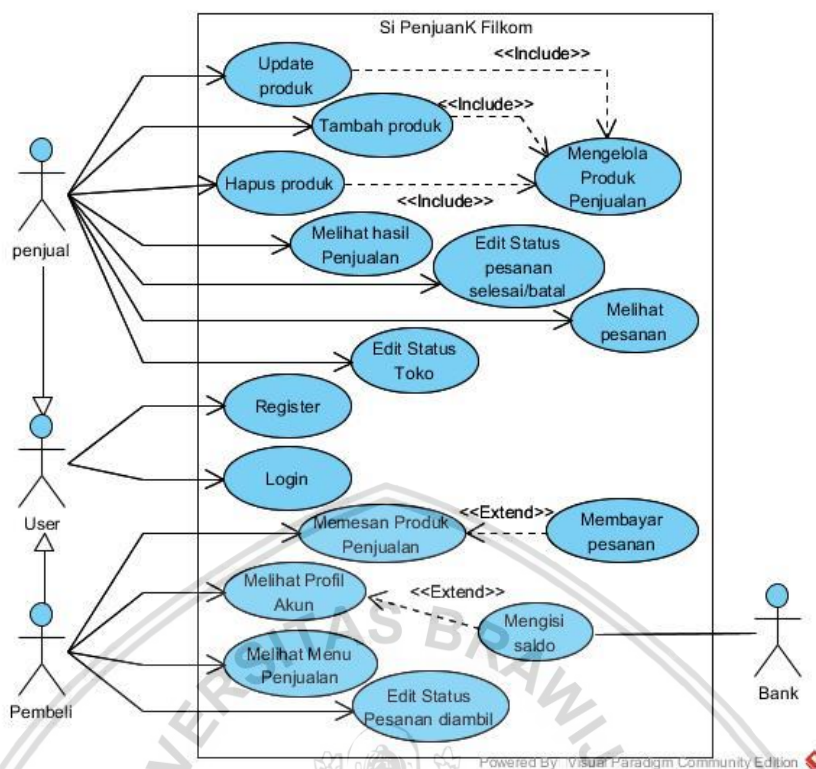 Si PenjuanK Filkom
Update
produk
<<Include>>
Tambah produk
<<Include>>
Mengelola
Produk
Penjualan
Hapus produk
<<Include>>
penjual
Melihat hasil
Penjualan
Edit Status
pesanan
selesai/batal
Melihat
pesanan
Edit Status
Toko
Register
User
Login
Memesan Produk
Penjualan
<<Extend>>
Membayar
pesanan
Melihat Profil
Akun
<<Extend>>
Mengisi
saldo
Bank
Melihat Menu
Penjualan
Pembeli
Edit Status
Pesanan diambil
SITAS BRAWIJ
Powered By Visual Paradigm Community Edition